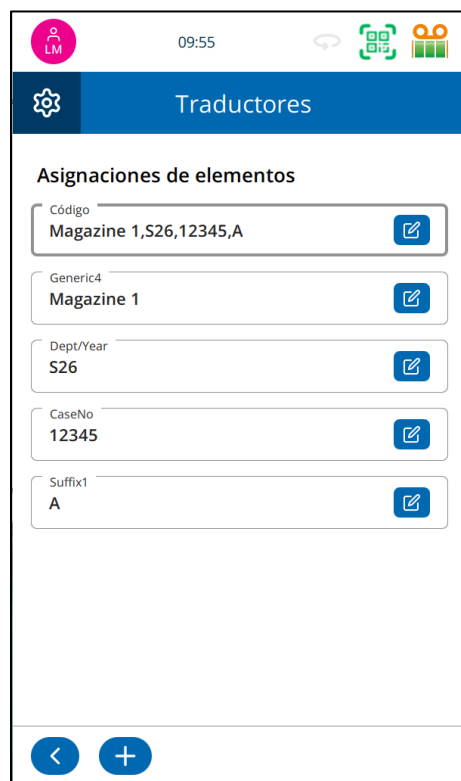 LM
09:55
Traductores
Asignaciones de elementos
Código
Magazine 1,S26,12345,A
Generic4
Magazine 1
Dept/Year
S26
CaseNo
12345
Suffix1
A